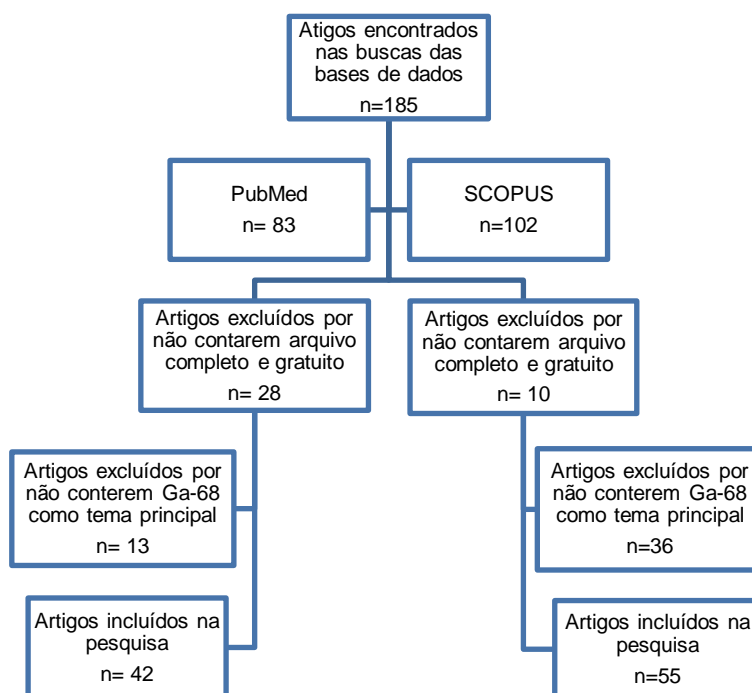 Atigos encontrados
nas buscas das
bases de dados
n=185
PubMed
n= 83
SCOPUS
n=102
Artigos excluídos por
não contarem arquivo
completo e gratuito
n= 28
Artigos excluídos por
não contarem arquivo
completo e gratuito
n= 10
Artigos excluídos por
não conterem Ga-68
como tema principal
n= 13
Artigos excluídos por
não conterem Ga-68
como tema principal
n=36
Artigos incluídos na
pesquisa
n= 42
Artigos incluídos na
pesquisa
n=55